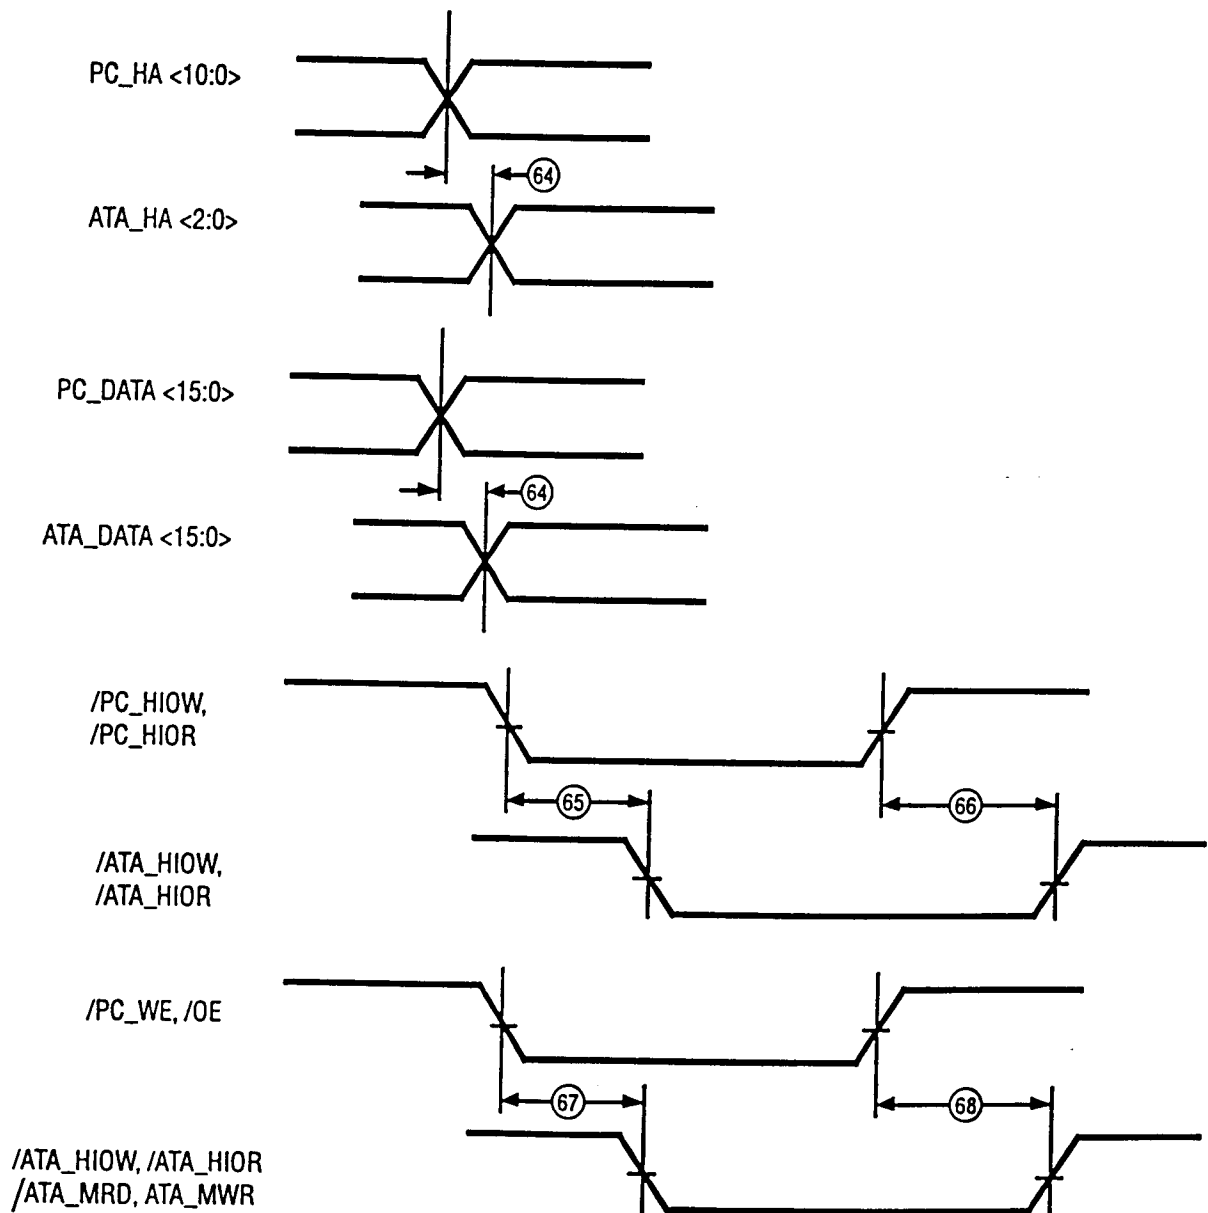 PC_HA <10:0>
64
ATA_HA <2:0>
PC_DATA <15:0>
64
ATA_DATA <15:0>
/PC_HIOW,
/PC_HIOR
65
66
/ATA_HIOW,
/ATA_HIOR
/PC_WE, /OE
67
68
/ATA_HIOW, /ATA_HIOR
/ATA_MRD, ATA_MWR